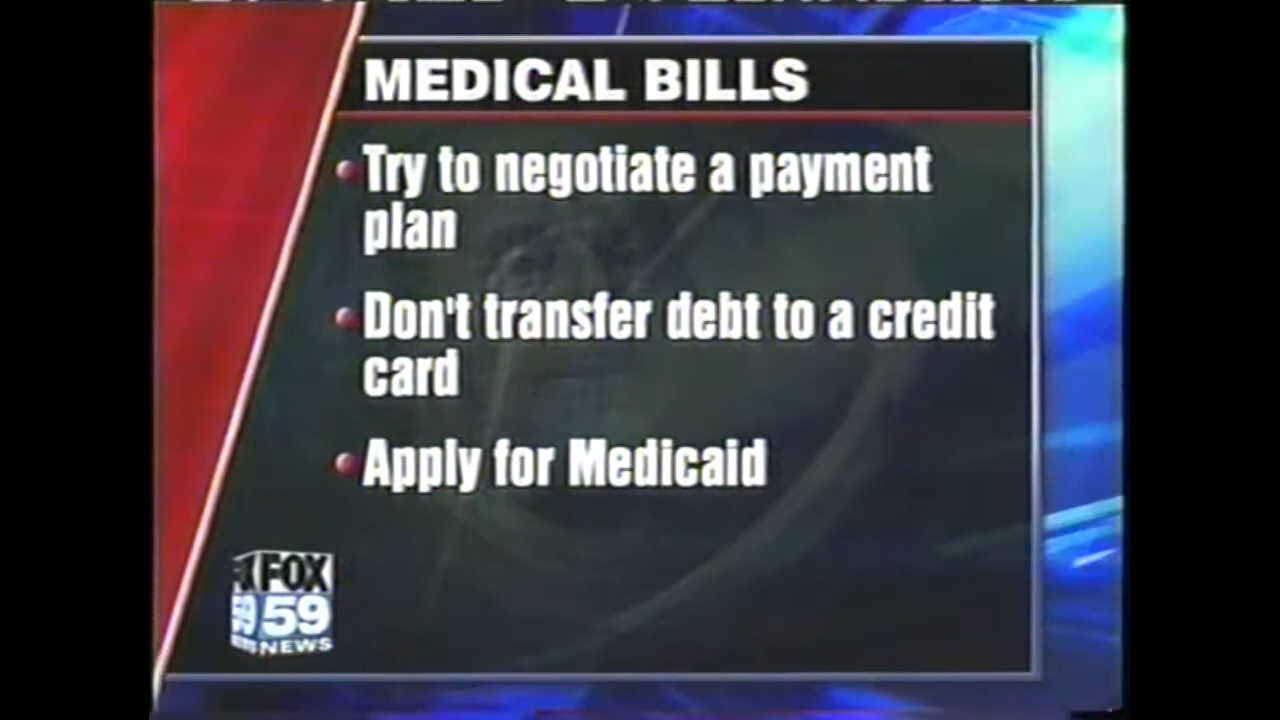 MEDICAL BILLS
Try to negotiate a payment
plan
Don't transfer debt to a credit
card
Apply for Medicaid
FOX
59
NEWS